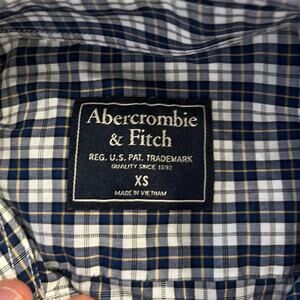 Abercrombie
& Fitch
REG. U.S. PAT. TRADEMARK
QUALITY SINCE 1892
XS
MADE IN VIETNAM